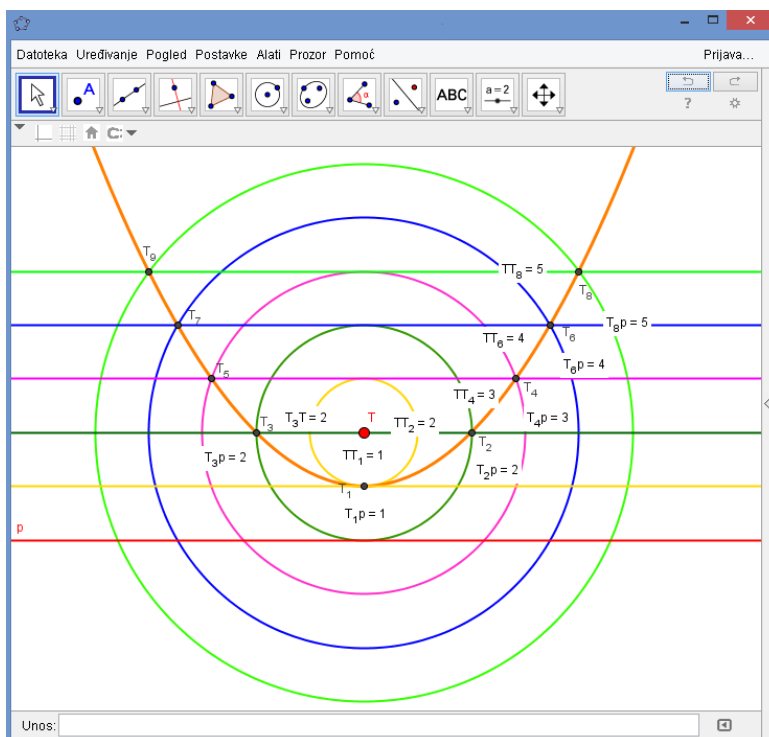 Datoteka Uređivanje Pogled Postavke Alati Prozor Pomoć Prijava...
A α ABC a = 2
?
T₉ TT₈ = 5 T₈
T₇ T₆ T₈p = 5
TT₆ = 4 T₆p = 4
T₅ T₄
TT₄ = 3
T₃ T₃T = 2 T TT₂ = 2 T₂ T₄p = 3
T₃p = 2 TT₁ = 1 T₂p = 2
T₁
T₁p = 1
p
Unos: